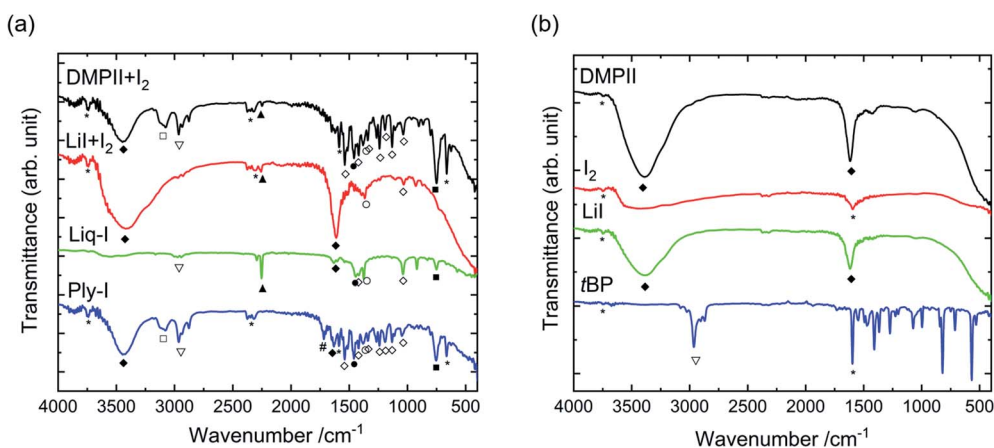 (a)
DMPII+I₂
LiI+I₂
Liq-I
Ply-I
#
Transmittance (arb. unit)
4000 3500 3000 2500 2000 1500 1000 500
Wavenumber /cm⁻¹
(b)
DMPII
I₂
LiI
tBP
Transmittance (arb. unit)
4000 3500 3000 2500 2000 1500 1000 500
Wavenumber /cm⁻¹